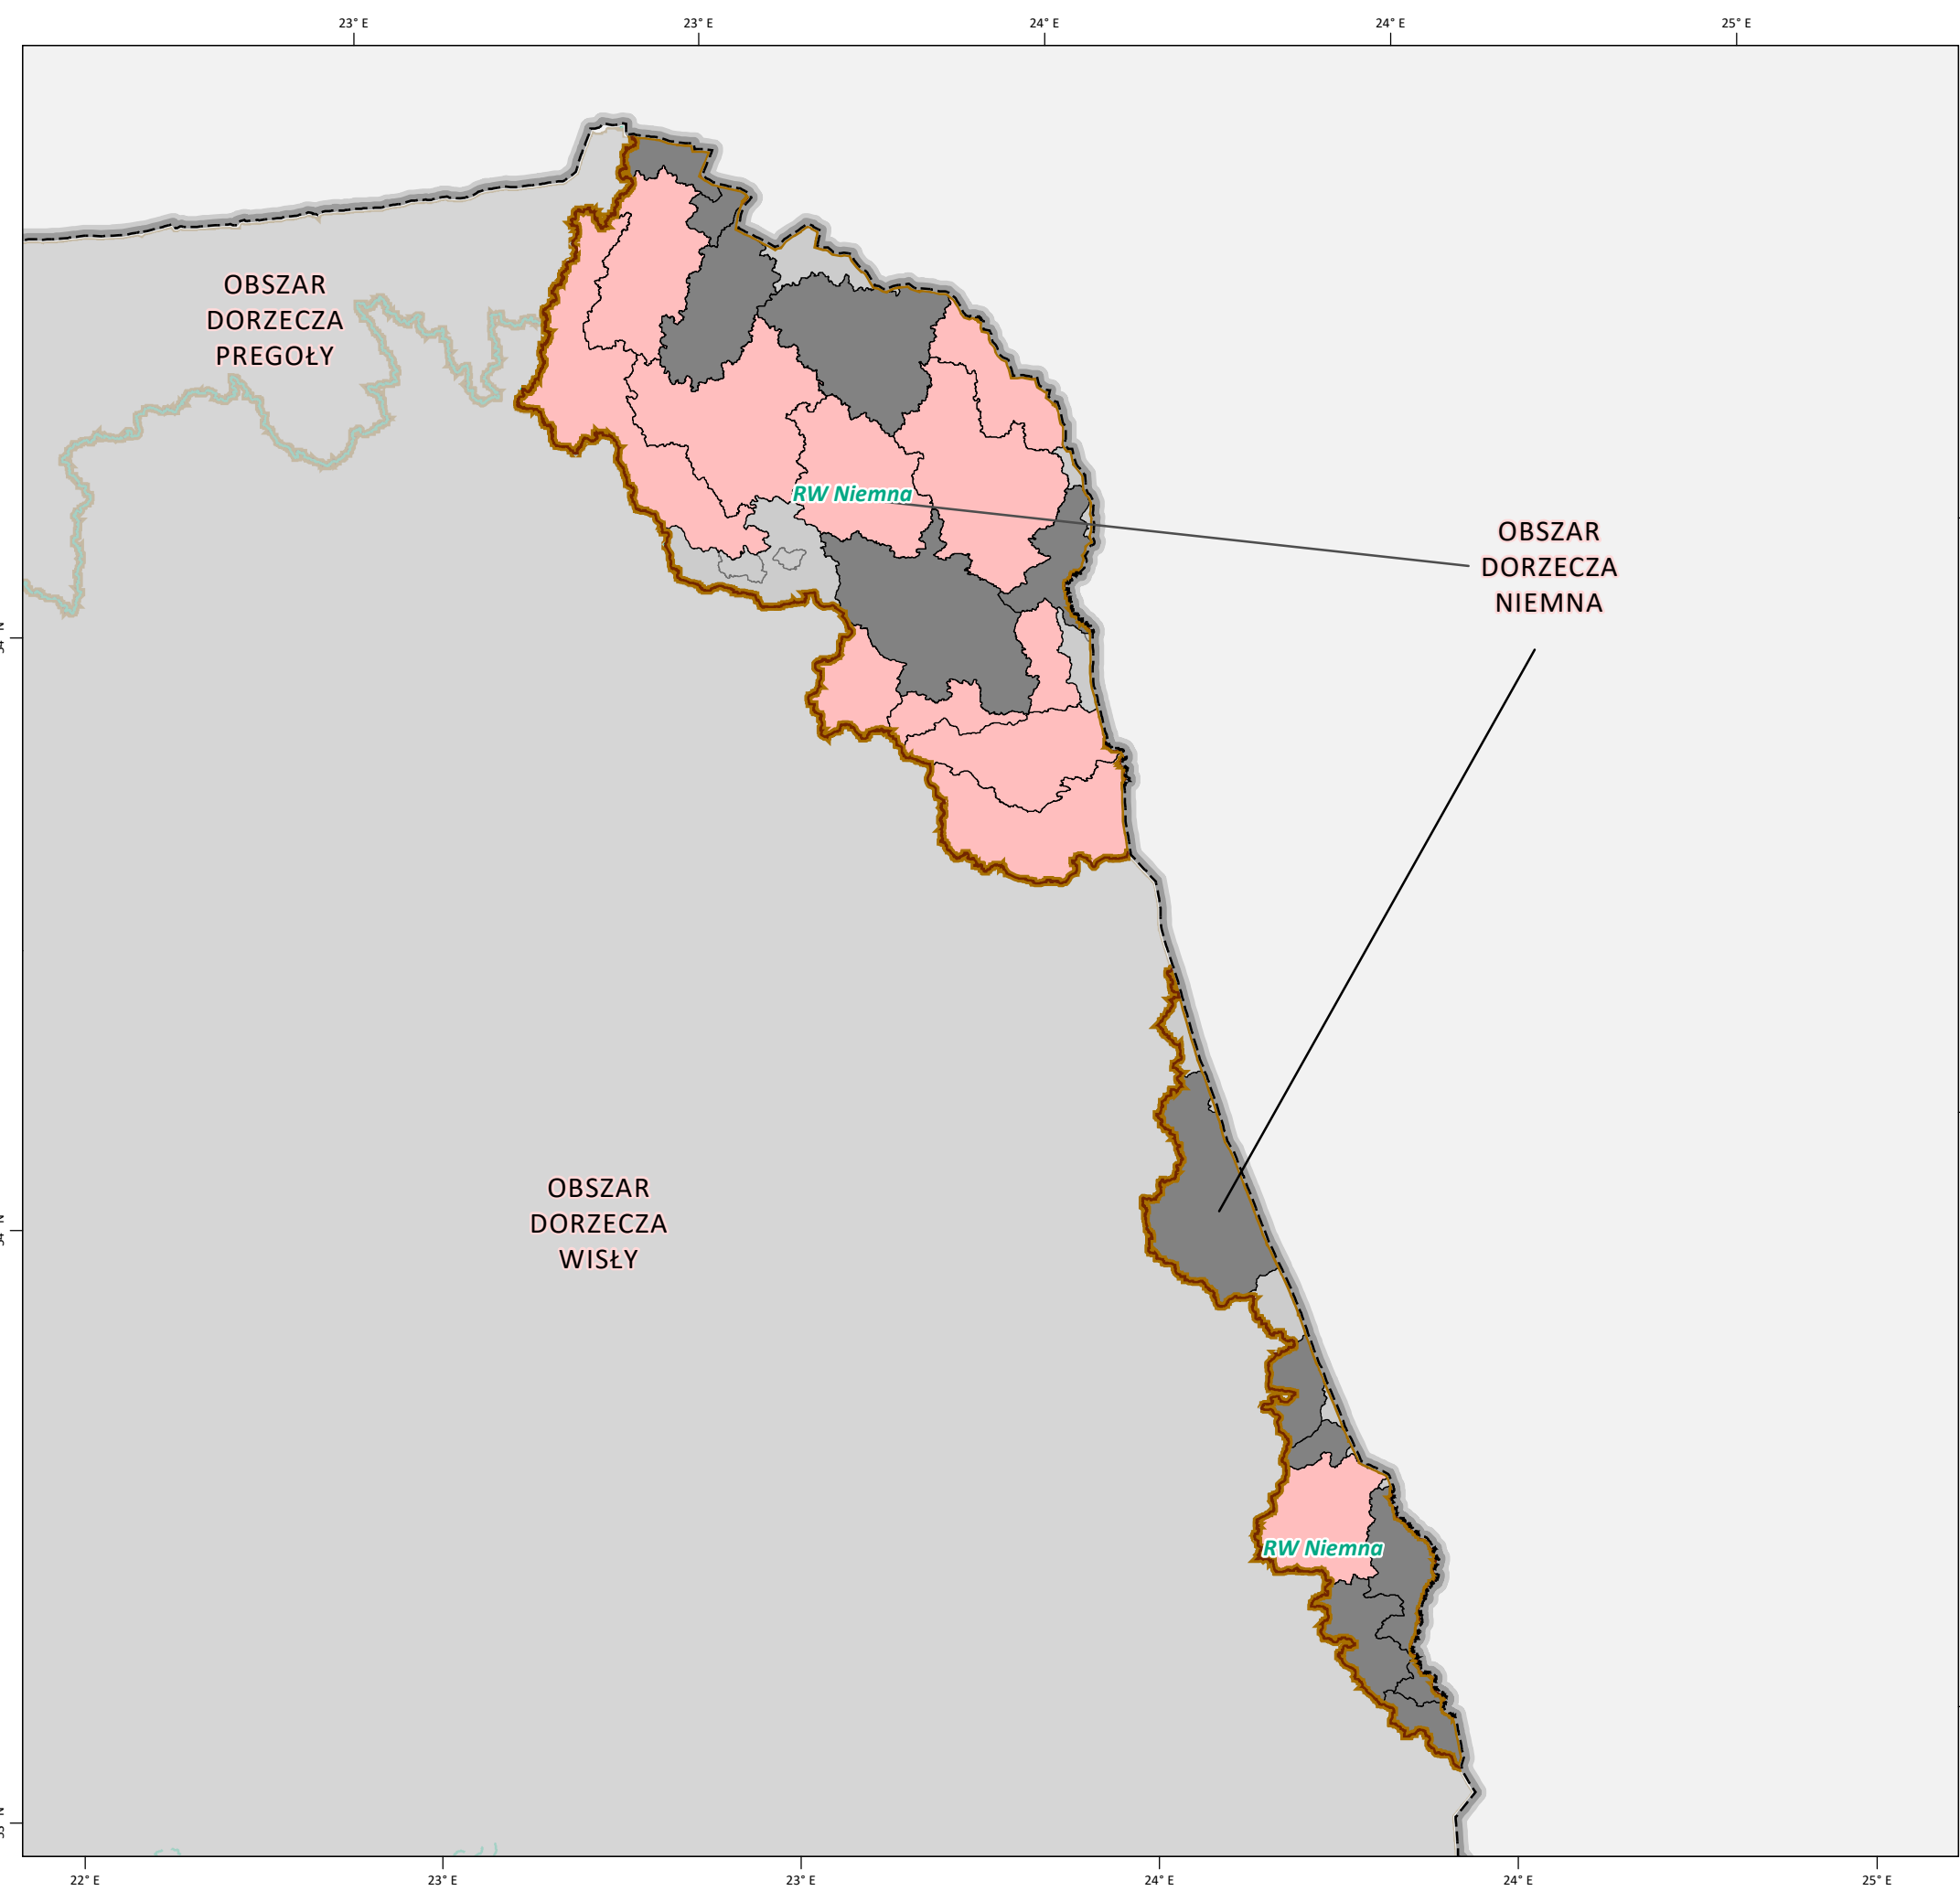 23° E
23° E
24° E
24° E
25° E
OBSZAR
DORZECZA
PREGOŁY
RW Niemna
OBSZAR
DORZECZA
NIEMNA
OBSZAR
DORZECZA
WISŁY
RW Niemna
22° E
23° E
23° E
24° E
24° E
25° E